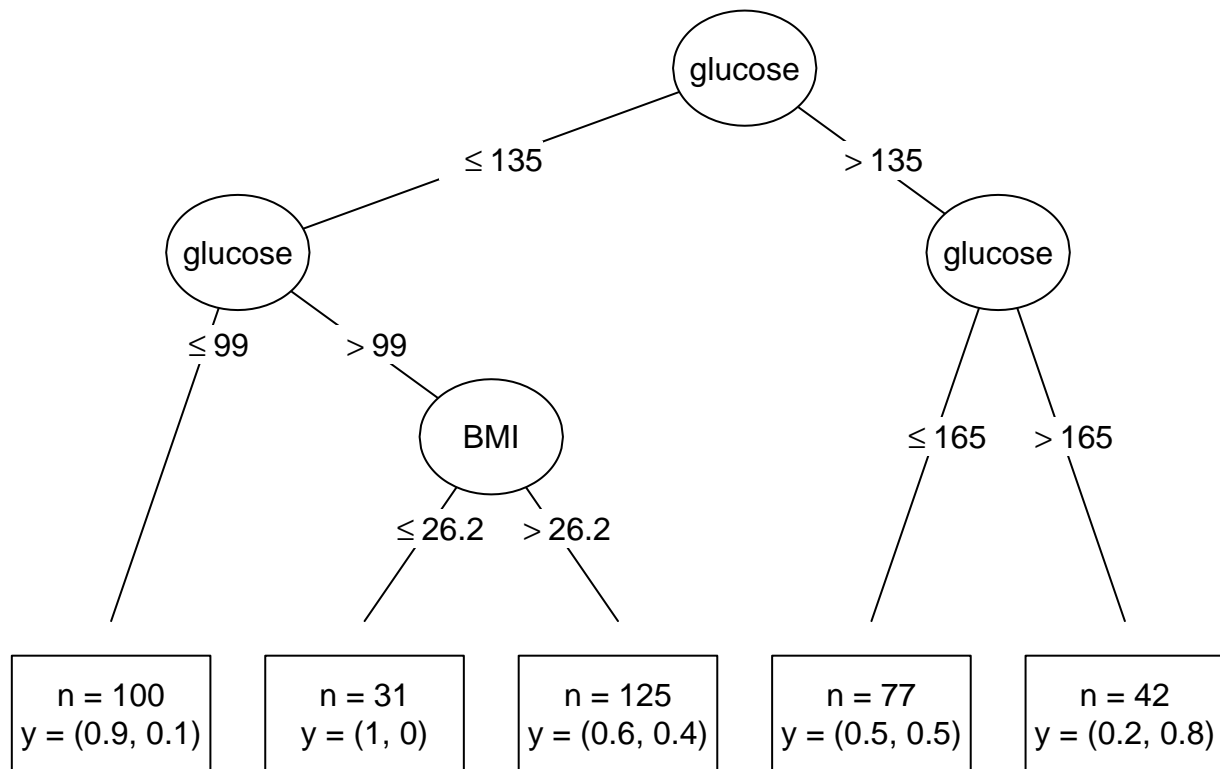 glucose
≤ 135
> 135
glucose
glucose
≤ 99
> 99
BMI
≤ 165
> 165
≤ 26.2
> 26.2
n = 100
y = (0.9, 0.1)
n = 31
y = (1, 0)
n = 125
y = (0.6, 0.4)
n = 77
y = (0.5, 0.5)
n = 42
y = (0.2, 0.8)